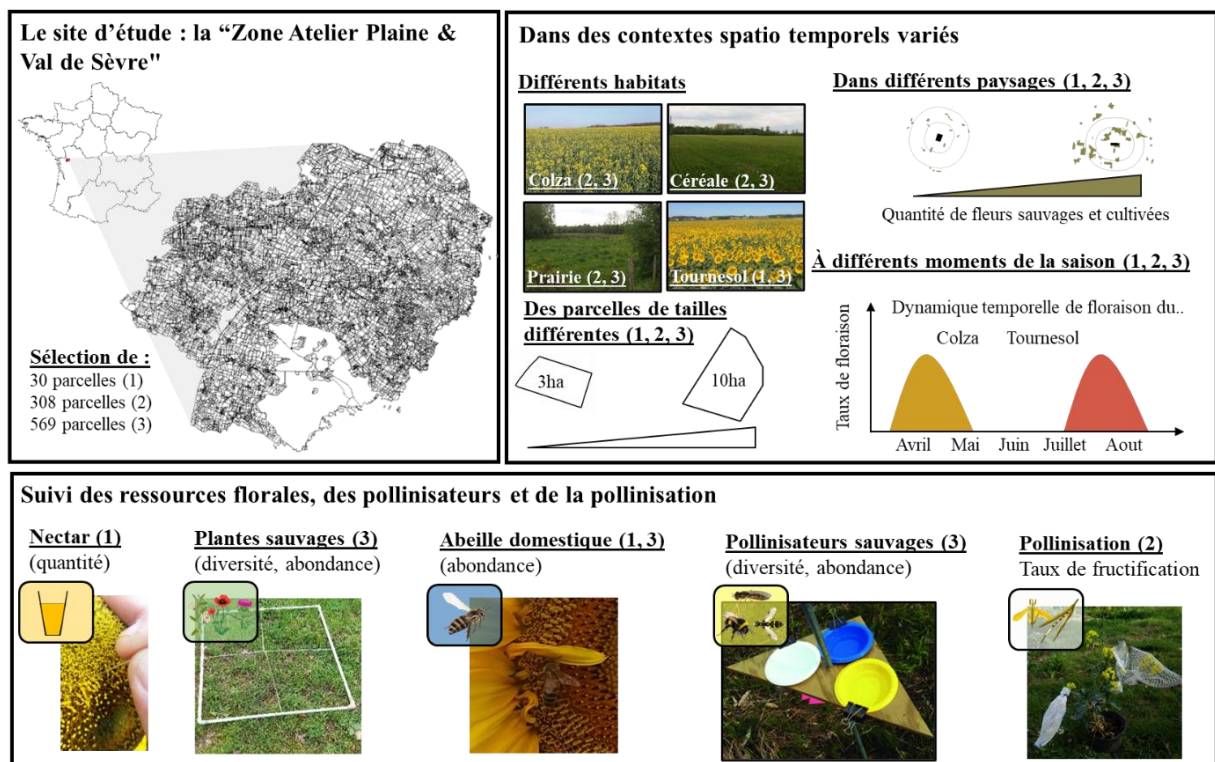 Le site d’étude : la “Zone Atelier Plaine &
Val de Sèvre"
Sélection de :
30 parcelles (1)
308 parcelles (2)
569 parcelles (3)
Dans des contextes spatio temporels variés
Différents habitats
Colza (2, 3)
Céréale (2, 3)
Prairie (2, 3)
Tournesol (1, 3)
Des parcelles de tailles
différentes (1, 2, 3)
3ha
10ha
Dans différents paysages (1, 2, 3)
Quantité de fleurs sauvages et cultivées
À différents moments de la saison (1, 2, 3)
Taux de floraison
Dynamique temporelle de floraison du..
Colza Tournesol
Avril Mai Juin Juillet Aout
Suivi des ressources florales, des pollinisateurs et de la pollinisation
Nectar (1)
(quantité)
Plantes sauvages (3)
(diversité, abondance)
Abeille domestique (1, 3)
(abondance)
Pollinisateurs sauvages (3)
(diversité, abondance)
Pollinisation (2)
Taux de fructification